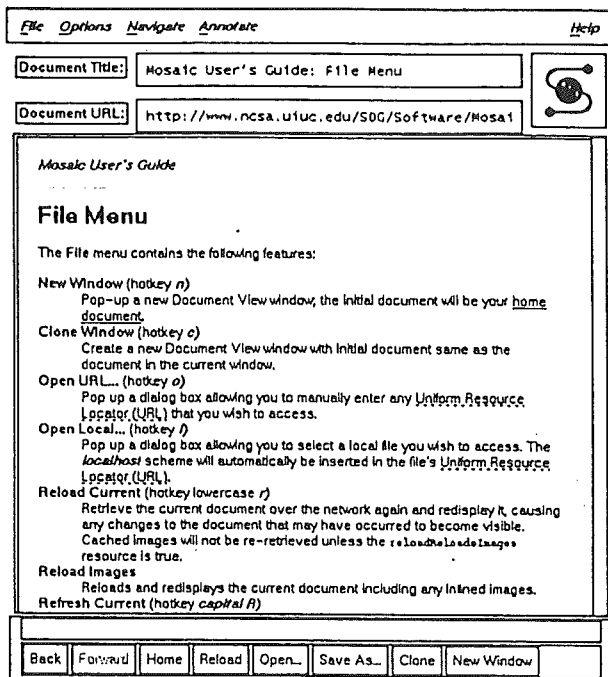 File Options Navigate Annotate Help
Document Title: Mosaic User's Guide: File Menu
Document URL: http://www.ncsa.uiuc.edu/SDG/Software/Mosai
Mosaic User's Guide
File Menu
The File menu contains the following features:
New Window (hotkey n)
Pop-up a new Document View window, the initial document will be your home
document.
Clone Window (hotkey c)
Create a new Document View window with initial document same as the
document in the current window.
Open URL... (hotkey o)
Pop up a dialog box allowing you to manually enter any Uniform Resource
Locator (URL) that you wish to access.
Open Local... (hotkey l)
Pop up a dialog box allowing you to select a local file you wish to access. The
localhost scheme will automatically be inserted in the file's Uniform Resource
Locator (URL).
Reload Current (hotkey lowercase r)
Retrieve the current document over the network again and redisplay it, causing
any changes to the document that may have occurred to become visible.
Cached images will not be re-retrieved unless the reloadReloadsImages
resource is true.
Reload Images
Reloads and redisplays the current document including any inlined images.
Refresh Current (hotkey capital R)
Back Forward Home Reload Open... Save As... Clone New Window